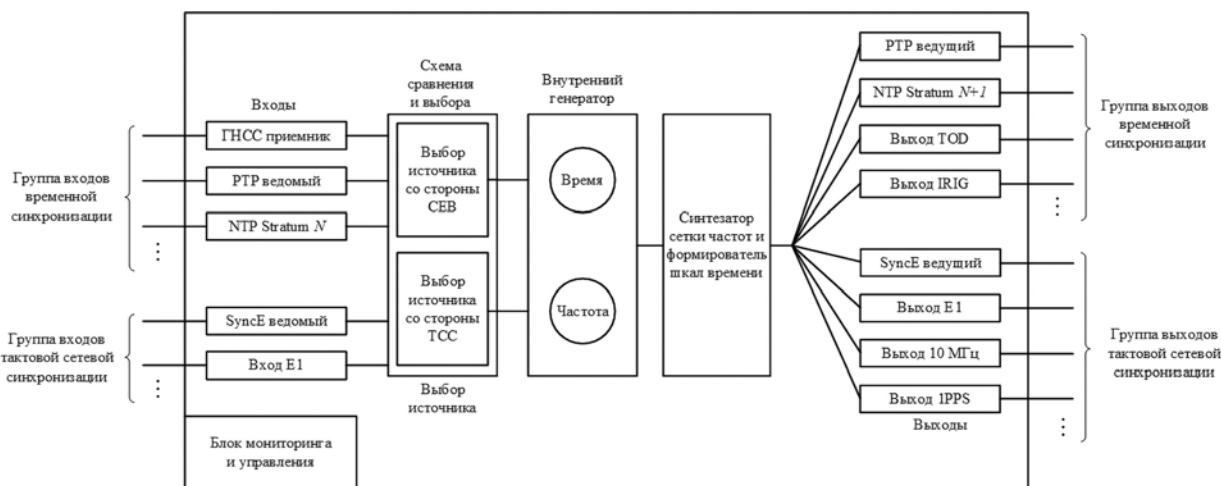 Группа входов
временной
синхронизации
Группа входов
тактовой сетевой
синхронизации
Входы
ГНСС приемник
PTP ведомый
NTP Stratum N
SyncE ведомый
Вход E1
Блок мониторинга
и управления
Схема
сравнения
и выбора
Выбор
источника
со стороны
СЕВ
Выбор
источника
со стороны
ТСС
Выбор
источника
Внутренний
генератор
Время
Частота
Синтезатор
сетки частот и
формирователь
шкал времени
PTP ведущий
NTP Stratum N+1
Выход TOD
Выход IRIG
SyncE ведущий
Выход E1
Выход 10 МГц
Выход 1PPS
Выходы
Группа выходов
временной
синхронизации
Группа выходов
тактовой сетевой
синхронизации